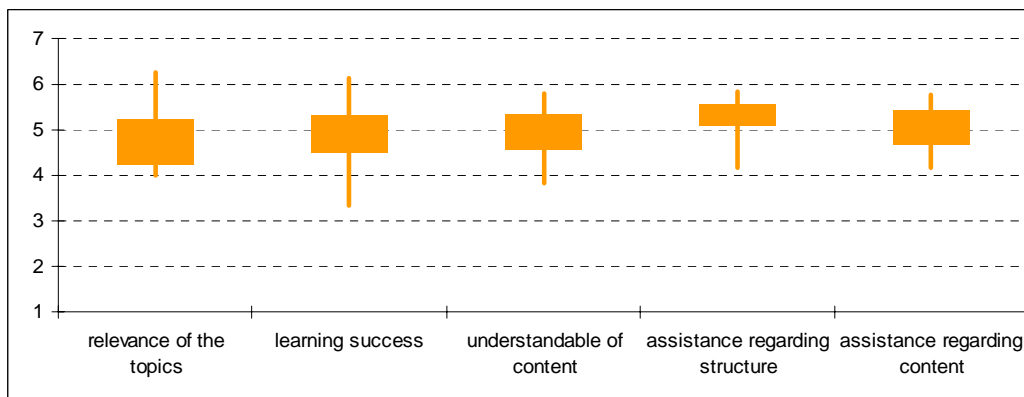 7
6
5
4
3
2
1
relevance of the
topics
learning success
understandable of
content
assistance regarding
structure
assistance regarding
content